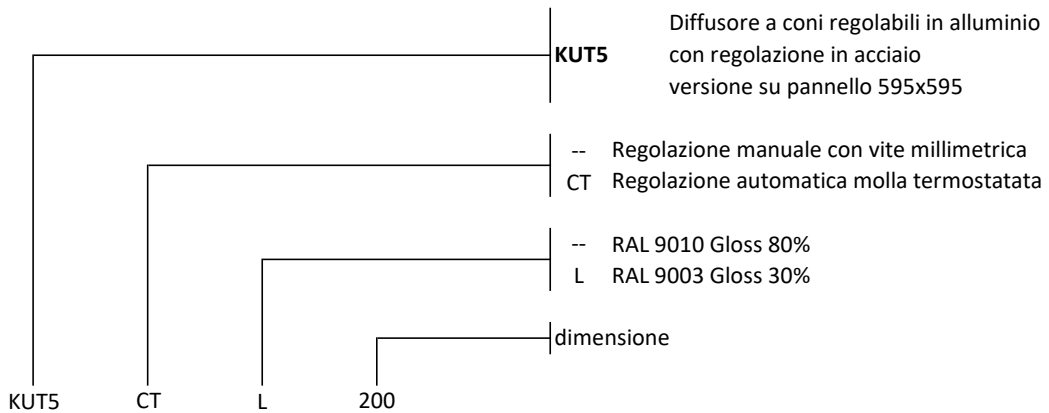 Diffusore a coni regolabili in alluminio
KUT5 con regolazione in acciaio
versione su pannello 595x595
-- Regolazione manuale con vite millimetrica
CT Regolazione automatica molla termostatata
-- RAL 9010 Gloss 80%
L RAL 9003 Gloss 30%
dimensione
KUT5 CT L 200